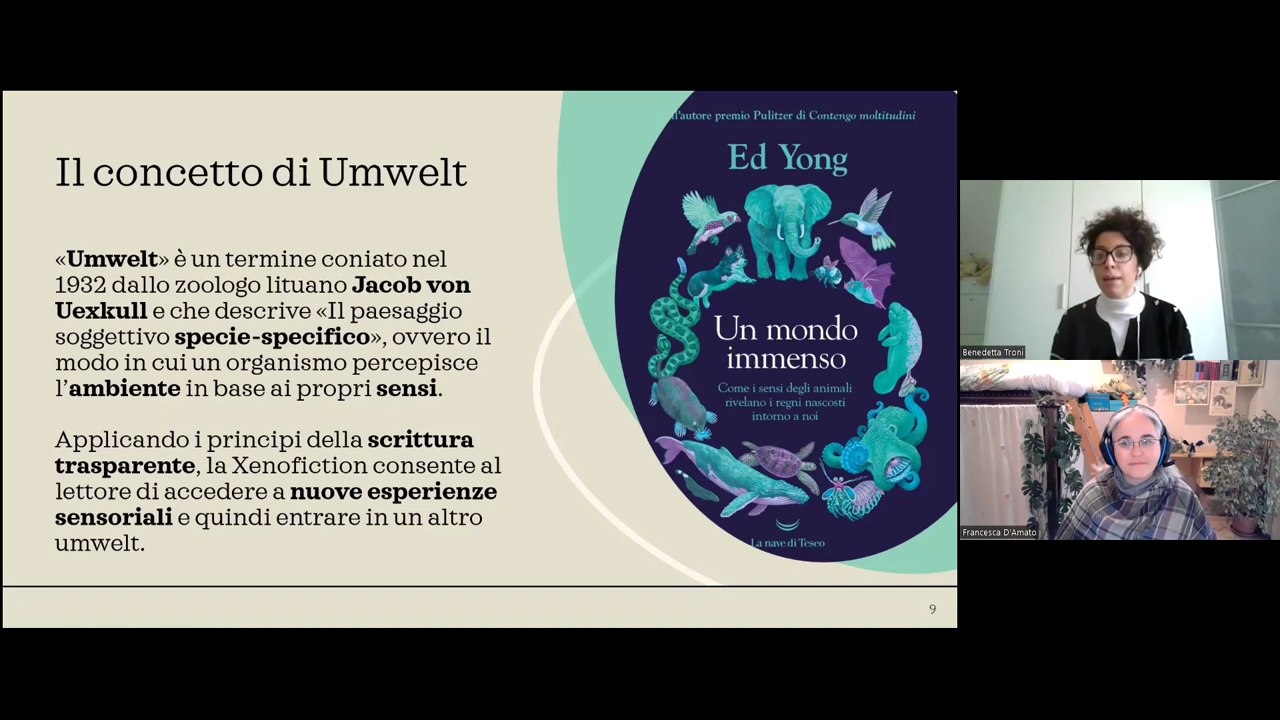 Il concetto di Umwelt
«Umwelt» è un termine coniato nel
1932 dallo zoologo lituano Jacob von
Uexkull e che descrive «Il paesaggio
soggettivo specie-specifico», ovvero il
modo in cui un organismo percepisce
l'ambiente in base ai propri sensi.
Applicando i principi della scrittura
trasparente, la Xenofiction consente al
lettore di accedere a nuove esperienze
sensoriali e quindi entrare in un altro
umwelt.
ll'autore premio Pulitzer di Contengo moltitudini
Ed Yong
Un mondo
immenso
Come i sensi degli animali
rivelano i regni nascosti
intorno a noi
La nave di Teseo
9
Benedetta Troni
Francesca D'Amato